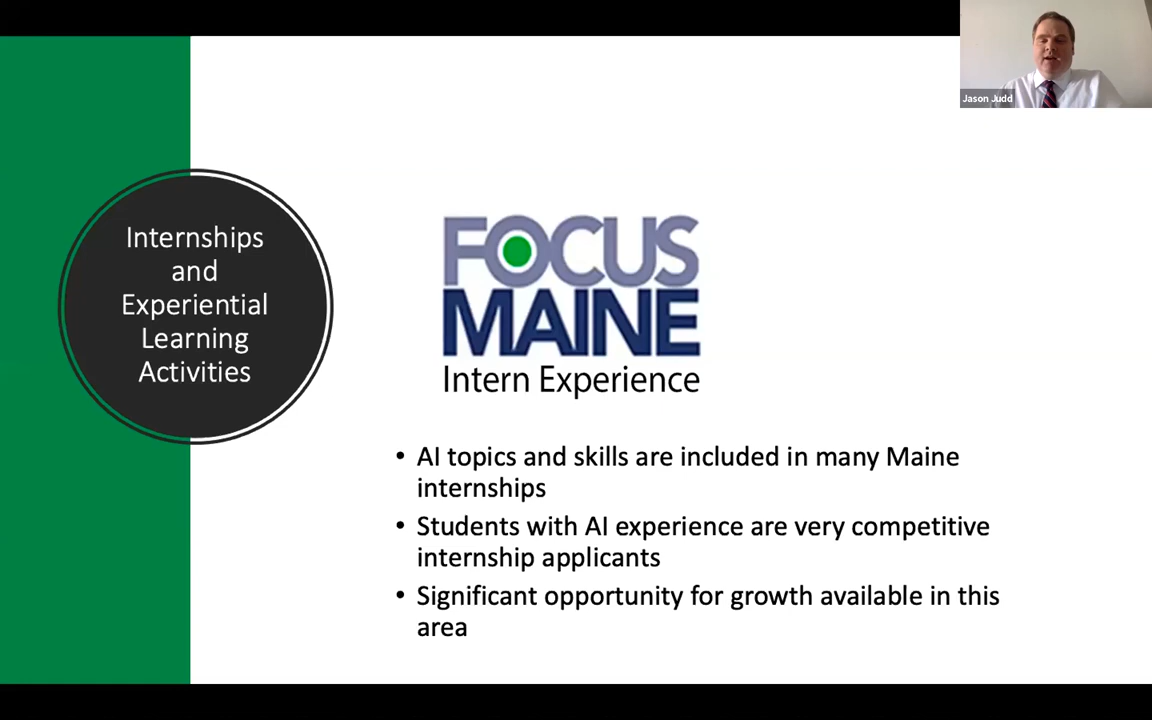 Jason Judd
Internships
and
Experiential
Learning
Activities
FOCUS
MAINE
Intern Experience
• AI topics and skills are included in many Maine
internships
• Students with AI experience are very competitive
internship applicants
• Significant opportunity for growth available in this
area